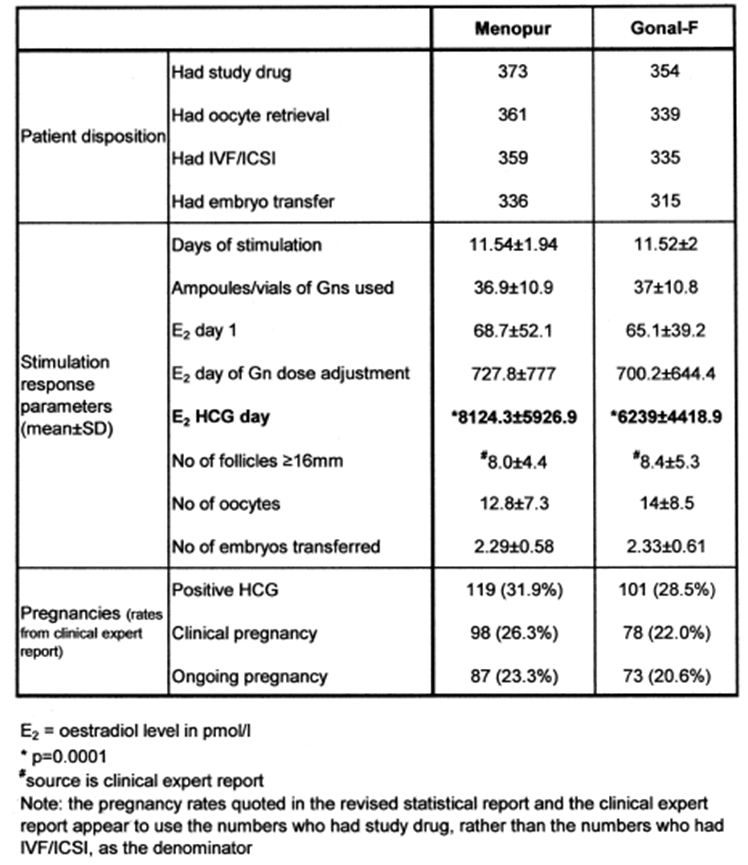 Menopur Gonal-F
Patient disposition
Had study drug 373 354
Had oocyte retrieval 361 339
Had IVF/ICSI 359 335
Had embryo transfer 336 315
Stimulation
response
parameters
(mean±SD)
Days of stimulation 11.54±1.94 11.52±2
Ampoules/vials of Gns used 36.9±10.9 37±10.8
E₂ day 1 68.7±52.1 65.1±39.2
E₂ day of Gn dose adjustment 727.8±777 700.2±644.4
E₂ HCG day *8124.3±5926.9 *6239±4418.9
No of follicles ≥16mm #8.0±4.4 #8.4±5.3
No of oocytes 12.8±7.3 14±8.5
No of embryos transferred 2.29±0.58 2.33±0.61
Pregnancies (rates
from clinical expert
report)
Positive HCG 119 (31.9%) 101 (28.5%)
Clinical pregnancy 98 (26.3%) 78 (22.0%)
Ongoing pregnancy 87 (23.3%) 73 (20.6%)
E₂ = oestradiol level in pmol/l
* p=0.0001
#source is clinical expert report
Note: the pregnancy rates quoted in the revised statistical report and the clinical expert
report appear to use the numbers who had study drug, rather than the numbers who had
IVF/ICSI, as the denominator